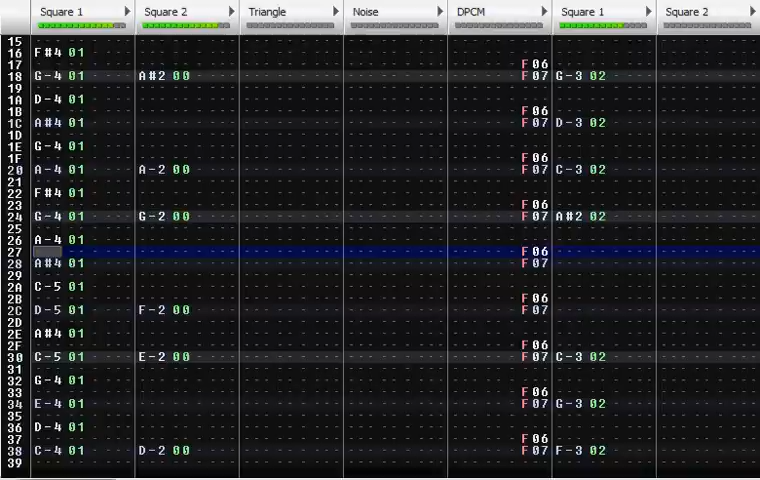 Square 1 Square 2 Triangle Noise DPCM Square 1 Square 2
15
16 F#4 01
17 F06
18 G-4 01 A#2 00 F07 G-3 02
19
1A D-4 01
1B F06
1C A#4 01 F07 D-3 02
1D
1E G-4 01
1F F06
20 A-4 01 A-2 00 F07 C-3 02
21
22 F#4 01
23 F06
24 G-4 01 G-2 00 F07 A#2 02
25
26 A-4 01
27 F06
28 A#4 01 F07
29
2A C-5 01
2B F06
2C D-5 01 F-2 00 F07
2D
2E A#4 01
2F F06
30 C-5 01 E-2 00 F07 C-3 02
31
32 G-4 01
33 F06
34 E-4 01 F07 G-3 02
35
36 D-4 01
37 F06
38 C-4 01 D-2 00 F07 F-3 02
39